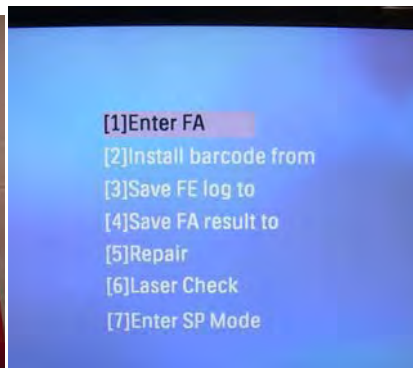 [1]Enter FA
[2]Install barcode from
[3]Save FE log to
[4]Save FA result to
[5]Repair
[6]Laser Check
[7]Enter SP Mode